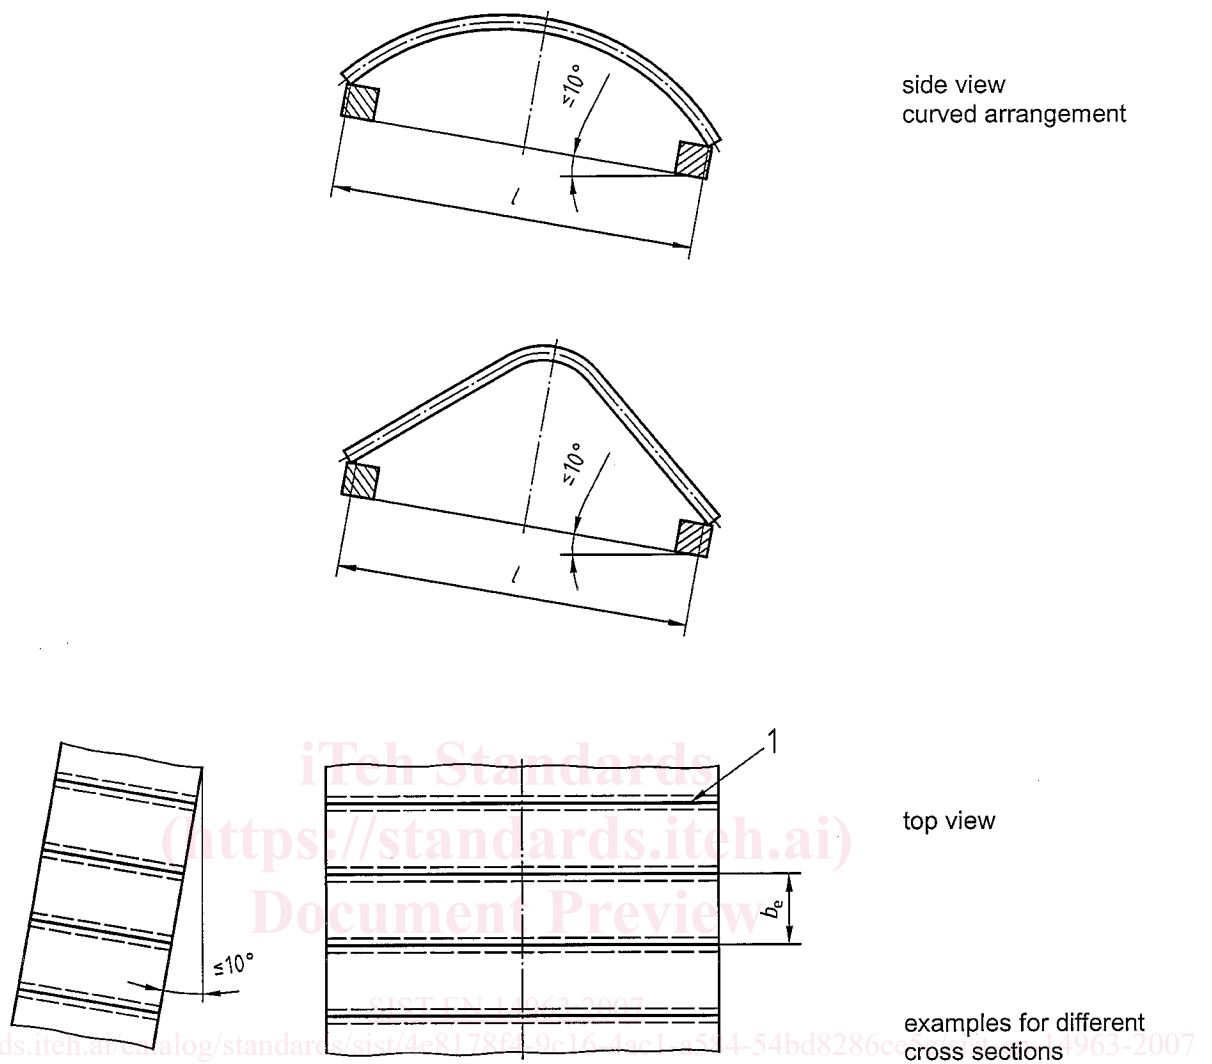 ≤10°
l
side view
curved arrangement
≤10°
l
1
iTeh Standards
(https://standards.iteh.ai)
Document Preview
top view
be
≤10°
SIST EN 14963:2007
examples for different
cross sections